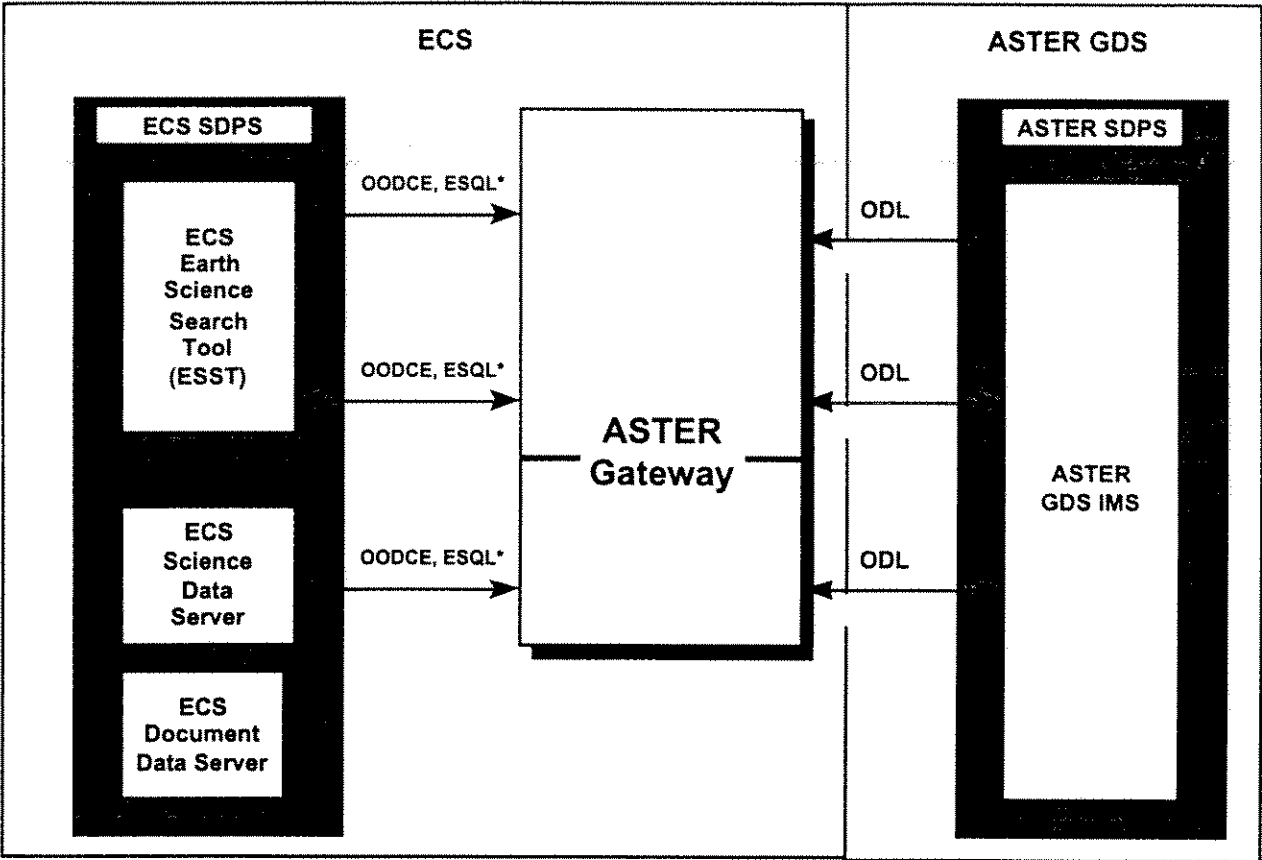 ECS
ASTER GDS
ECS SDPS
ASTER SDPS
OODCE, ESQL*
ODL
ECS
Earth
Science
Search
Tool
(ESST)
OODCE, ESQL*
ODL
ASTER
Gateway
ASTER
GDS IMS
ECS
Science
Data
Server
OODCE, ESQL*
ODL
ECS
Document
Data Server